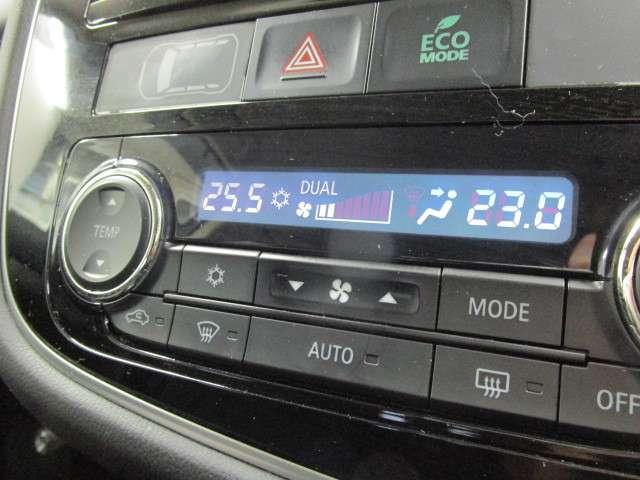 ECO
MODE
25.5
DUAL
23.0
TEMP
MODE
AUTO
OFF